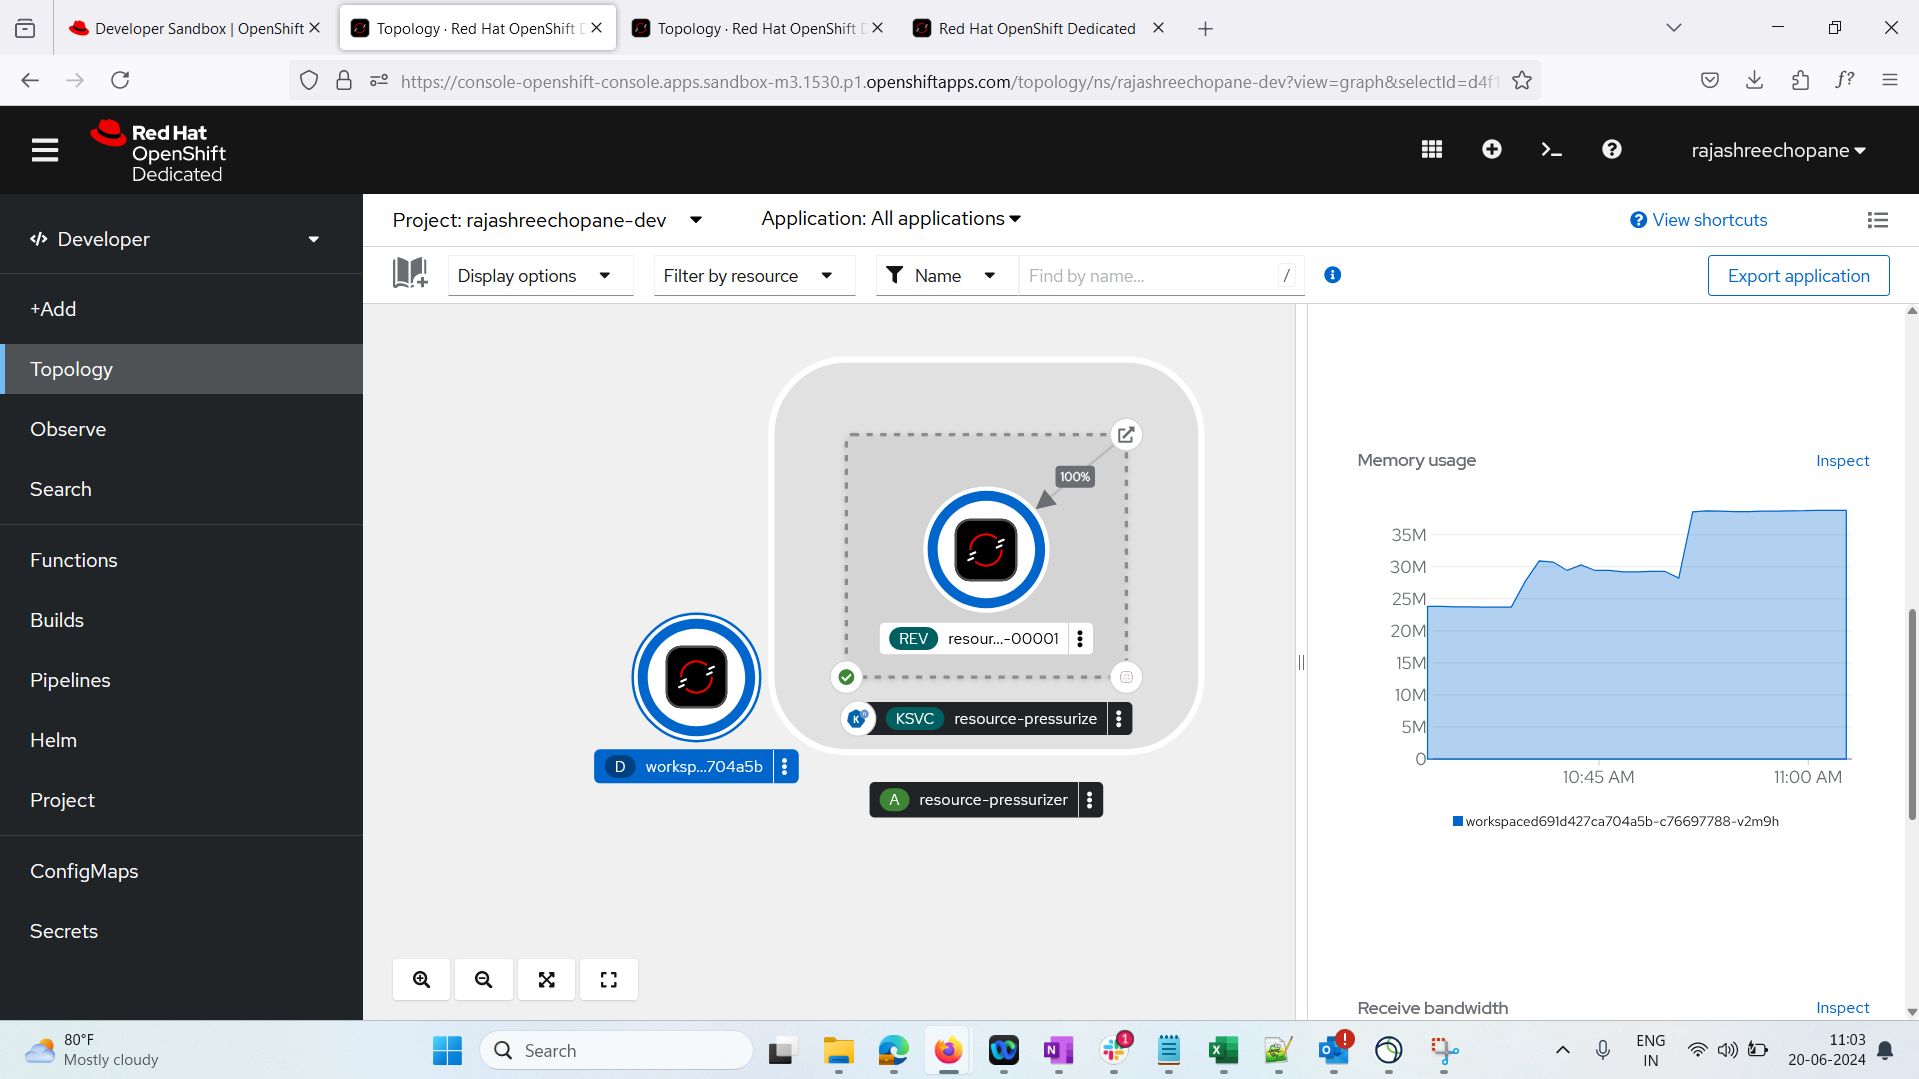 Developer Sandbox | OpenShift
Topology · Red Hat OpenShift D
Topology · Red Hat OpenShift D
Red Hat OpenShift Dedicated
https://console-openshift-console.apps.sandbox-m3.1530.p1.openshiftapps.com/topology/ns/rajashreechopane-dev?view=graph&selectId=d4f1
Red Hat
OpenShift
Dedicated
rajashreechopane
Developer
+Add
Topology
Observe
Search
Functions
Builds
Pipelines
Helm
Project
ConfigMaps
Secrets
Project: rajashreechopane-dev
Application: All applications
View shortcuts
Display options
Filter by resource
Name
Find by name...
/
Export application
100%
REV resour...-00001
KSVC resource-pressurize
D worksp...704a5b
A resource-pressurizer
Memory usage
Inspect
35M
30M
25M
20M
15M
10M
5M
0
10:45 AM
11:00 AM
workspaced691d427ca704a5b-c76697788-v2m9h
Receive bandwidth
Inspect
80°F
Mostly cloudy
Search
1
ENG
IN
11:03
20-06-2024